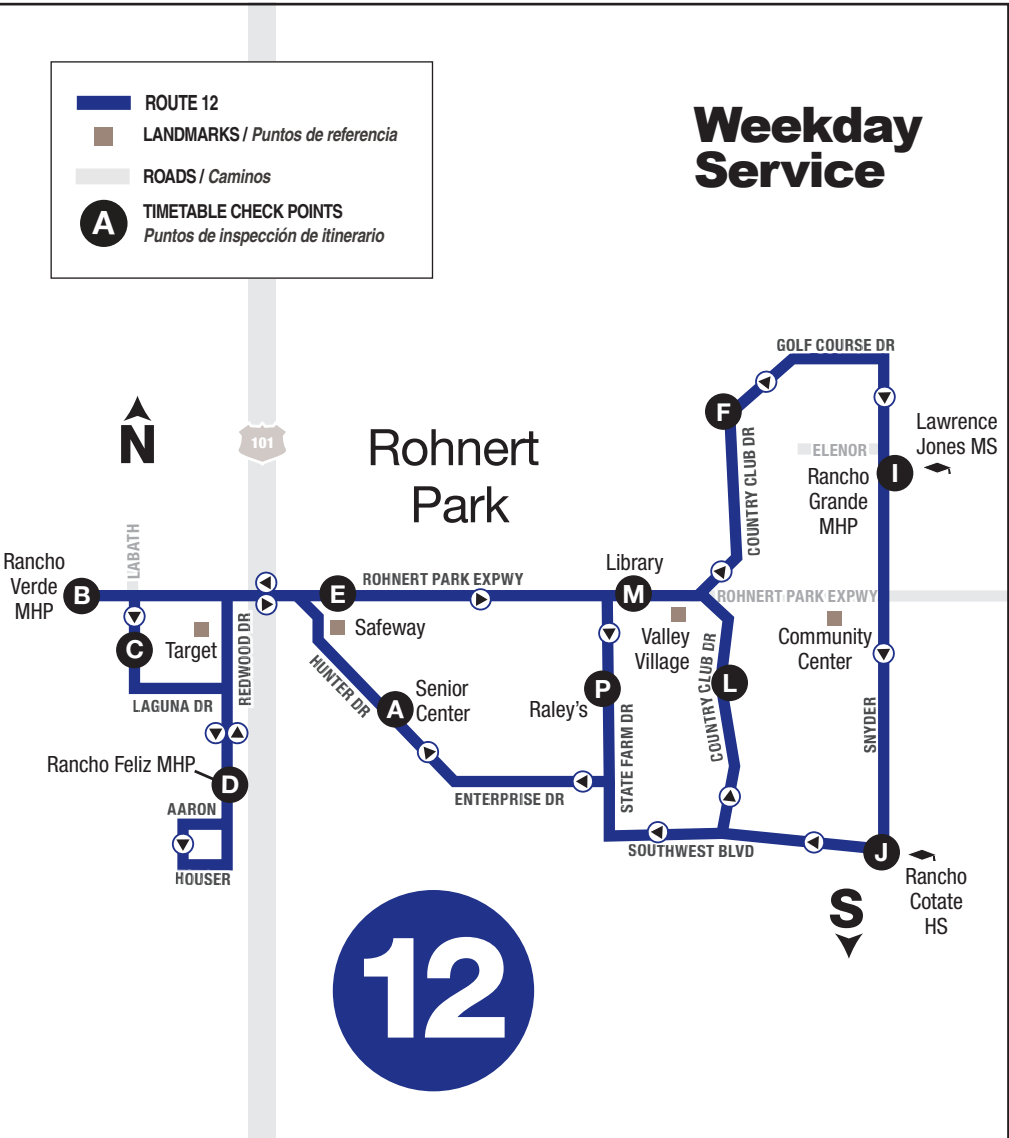 ROUTE 12
LANDMARKS / Puntos de referencia
ROADS / Caminos
A
TIMETABLE CHECK POINTS
Puntos de inspección de itinerario
Weekday
Service
N
101
Rohnert
Park
GOLF COURSE DR
F
COUNTRY CLUB DR
ELENOR
Lawrence
Jones MS
I
Rancho
Grande
MHP
Rancho
Verde
MHP
B
LABATH
E
ROHNERT PARK EXPWY
Library
M
ROHNERT PARK EXPWY
C
Target
REDWOOD DR
LAGUNA DR
Safeway
HUNTER DR
A
Senior
Center
Raley's
P
STATE FARM DR
Valley
Village
COUNTRY CLUB DR
L
Community
Center
SNYDER
Rancho Feliz MHP
D
AARON
HOUSER
ENTERPRISE DR
SOUTHWEST BLVD
J
Rancho
Cotate
HS
S
12